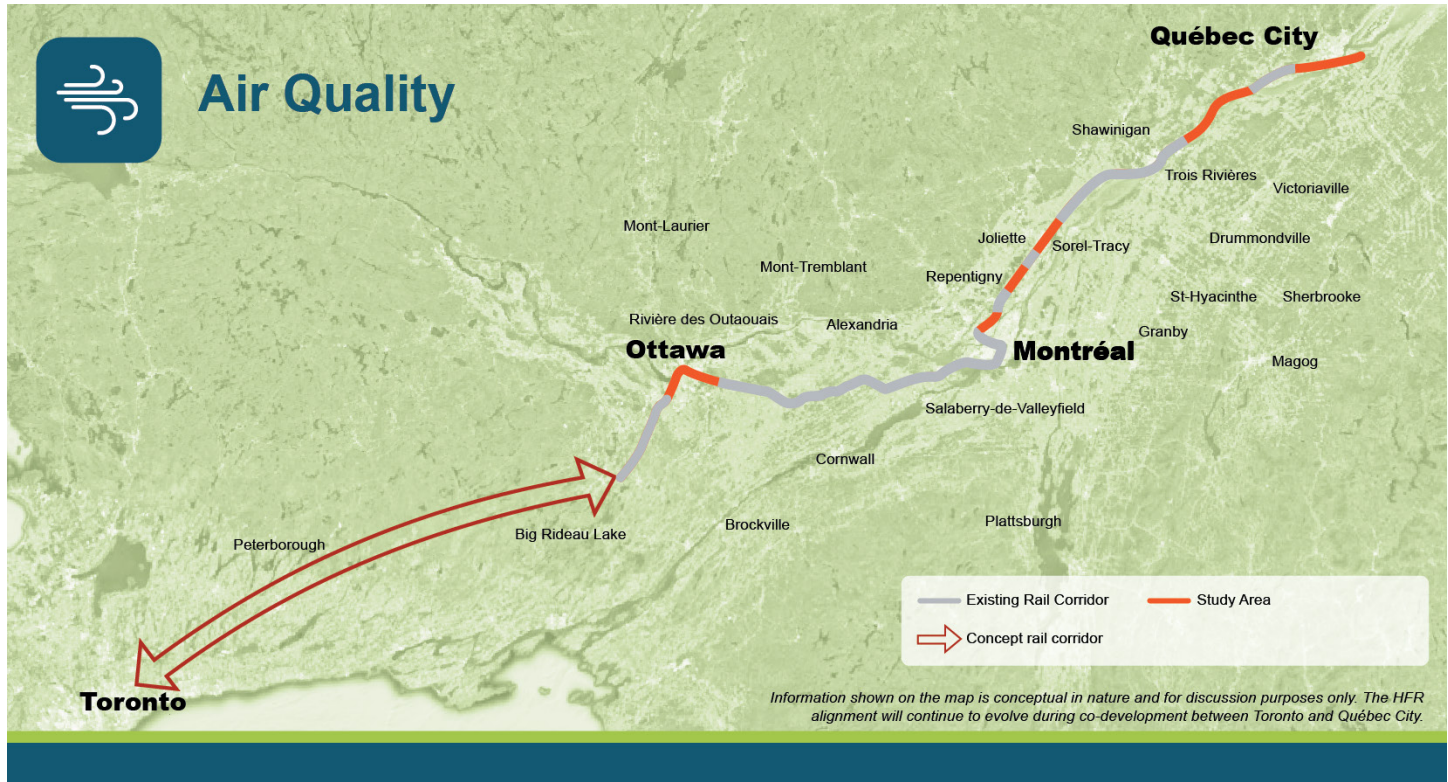 Air Quality
Québec City
Shawinigan
Trois Rivières
Victoriaville
Mont-Laurier
Joliette
Sorel-Tracy
Drummondville
Mont-Tremblant
Repentigny
St-Hyacinthe
Sherbrooke
Rivière des Outaouais
Alexandria
Granby
Ottawa
Montréal
Magog
Salaberry-de-Valleyfield
Cornwall
Brockville
Plattsburgh
Big Rideau Lake
Peterborough
Toronto
Existing Rail Corridor
Study Area
Concept rail corridor
Information shown on the map is conceptual in nature and for discussion purposes only. The HFR
alignment will continue to evolve during co-development between Toronto and Québec City.